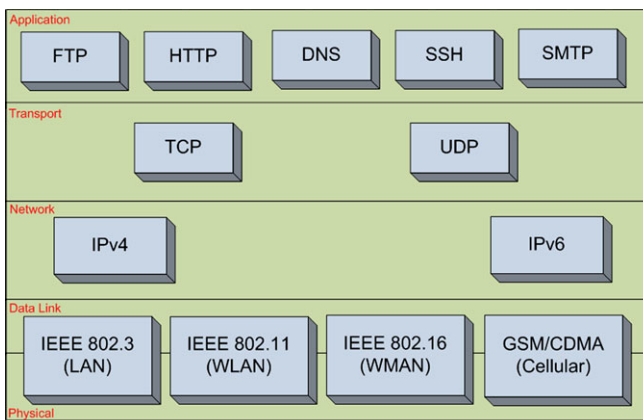 Application
FTP
HTTP
DNS
SSH
SMTP
Transport
TCP
UDP
Network
IPv4
IPv6
Data Link
IEEE 802.3
(LAN)
IEEE 802.11
(WLAN)
IEEE 802.16
(WMAN)
GSM/CDMA
(Cellular)
Physical